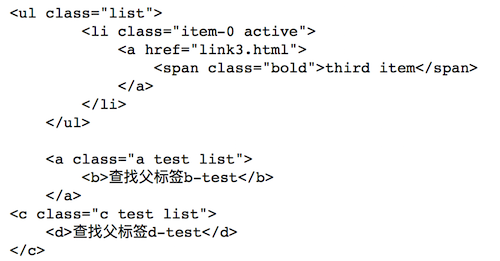 <ul class="list">
<li class="item-0 active">
<a href="link3.html">
<span class="bold">third item</span>
</a>
</li>
</ul>
<a class="a test list">
<b>查找父标签b-test</b>
</a>
<c class="c test list">
<d>查找父标签d-test</d>
</c>